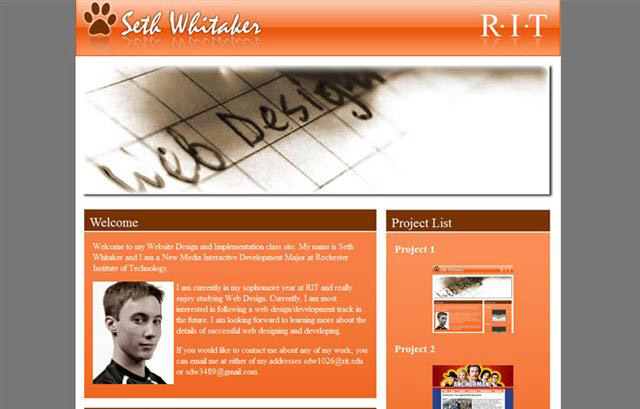 Seth Whitaker
R·I·T
Web Design
Welcome
Welcome to my Website Design and Implementation class site. My name is Seth
Whitaker and I am a New Media Interactive Development Major at Rochester
Institute of Technology.
I am currently in my sophomore year at RIT and really
enjoy studying Web Design. Currently, I am most
interested in following a web design/development track in
the future. I am looking forward to learning more about the
details of successful web designing and developing.
If you would like to contact me about any of my work, you
can email me at either of my addresses sdw1026@rit.edu
or sdw3489@gmail.com
Project List
Project 1
Seth Whitaker
R·I·T
Project 2
ANCHORMAN